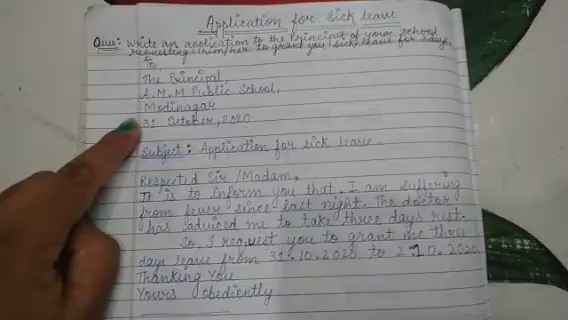 Application for Sick leave
Ques: Write an application to the Principal of your school
requesting him/her to grant you sick leave for 3 days.
To
The Principal,
A.M.M Public School,
Modinagar
31 October, 2020
Subject: Application for sick leave.
Respected Sir /Madam,
It is to inform you that, I am suffering
from fever since last night. The doctor
has adviced me to take three days rest.
So, I request you to grant me three
days leave from 31.10.2020 to
Thanking You
Yours obediently